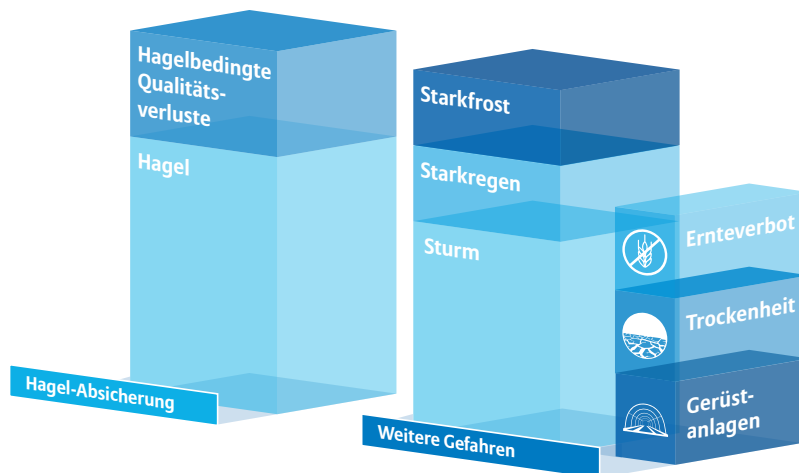 Hagelbedingte
Qualitäts-
verluste
Hagel
Hagel-Absicherung
Starkfrost
Starkregen
Sturm
Weitere Gefahren
Ernteverbot
Trockenheit
Gerüst-
anlagen